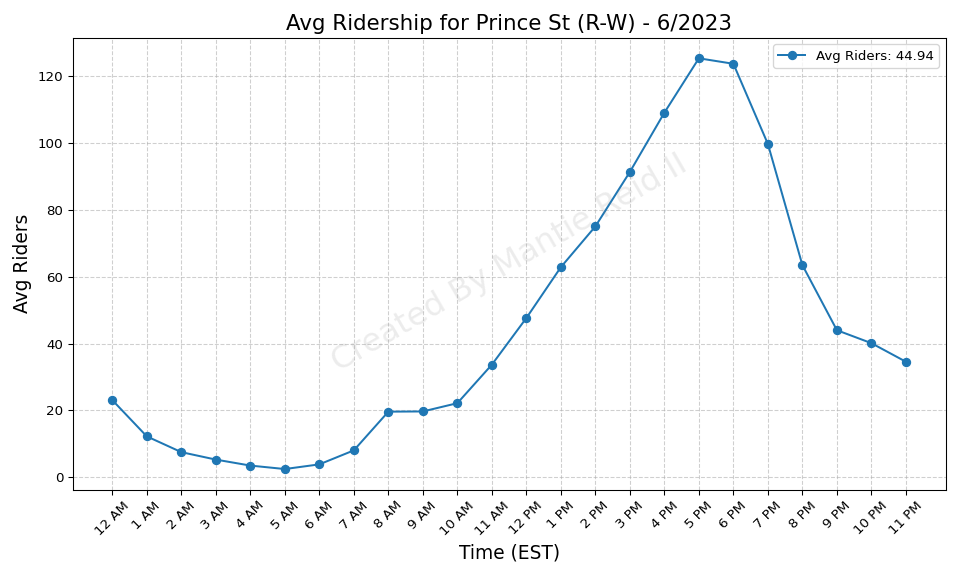 Avg Ridership for Prince St (R-W) - 6/2023
Avg Riders: 44.94
Avg Riders
120
100
80
60
40
20
0
Created By Mantle Reid II
12 AM
1 AM
2 AM
3 AM
4 AM
5 AM
6 AM
7 AM
8 AM
9 AM
10 AM
11 AM
12 PM
1 PM
2 PM
3 PM
4 PM
5 PM
6 PM
7 PM
8 PM
9 PM
10 PM
11 PM
Time (EST)